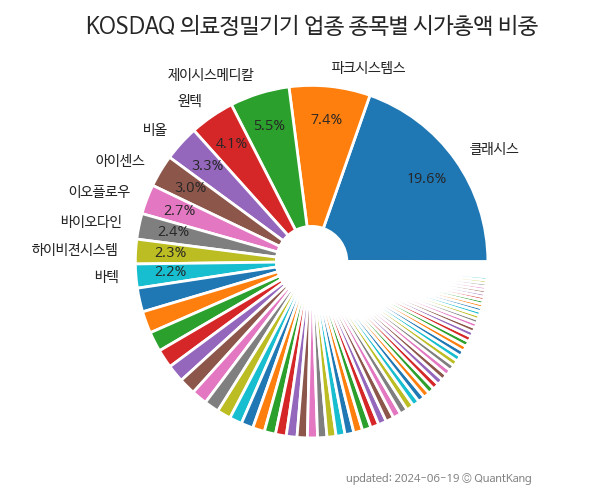 KOSDAQ 의료정밀기기 업종 종목별 시가총액 비중
클래시스
19.6%
파크시스템스
7.4%
제이시스메디칼
5.5%
원텍
4.1%
비올
3.3%
아이센스
3.0%
이오플로우
2.7%
바이오다인
2.4%
하이비젼시스템
2.3%
바텍
2.2%
updated: 2024-06-19 © QuantKang